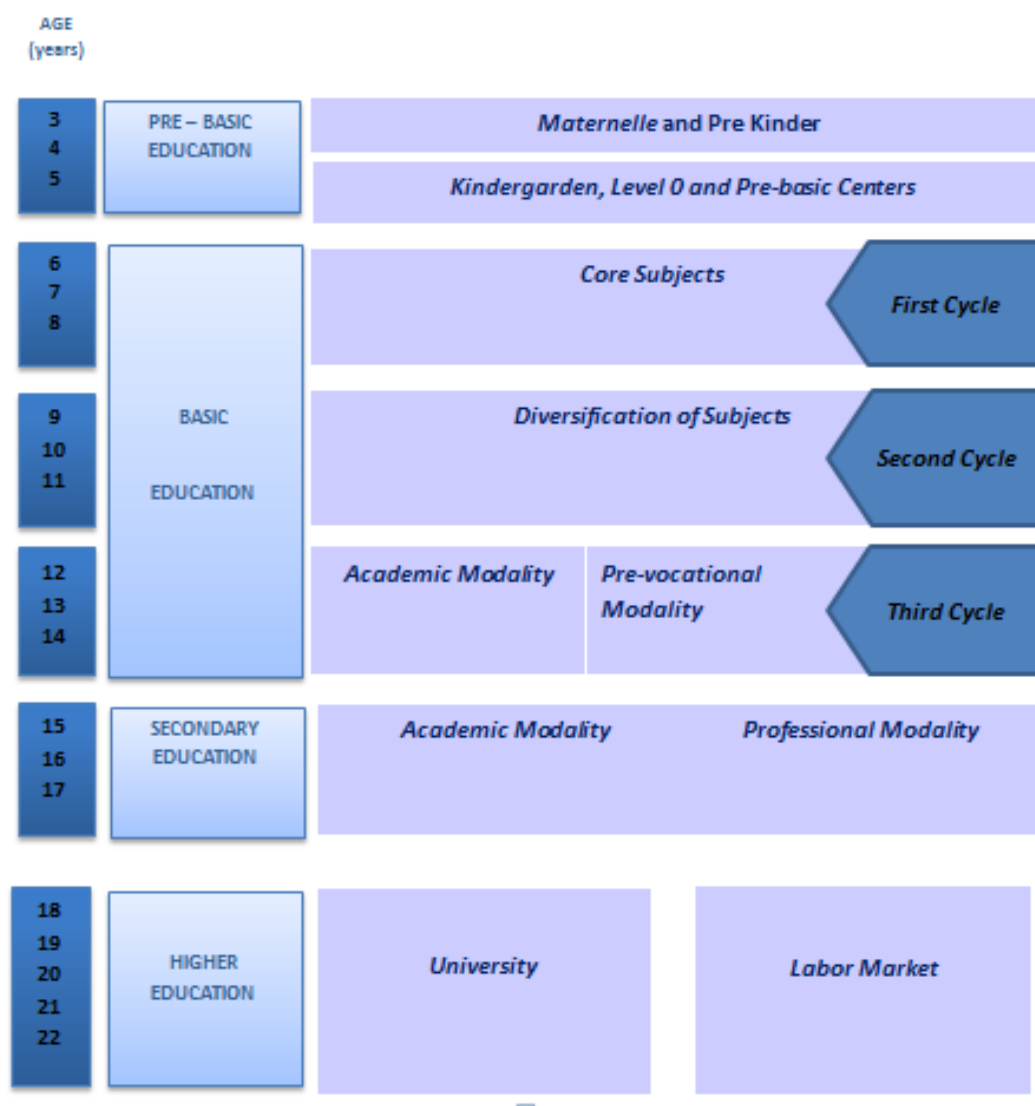 AGE
(years)
3
4
5
PRE – BASIC
EDUCATION
Maternelle and Pre Kinder
Kindergarden, Level 0 and Pre-basic Centers
6
7
8
Core Subjects
First Cycle
9
10
11
BASIC
EDUCATION
Diversification of Subjects
Second Cycle
12
13
14
Academic Modality
Pre-vocational
Modality
Third Cycle
15
16
17
SECONDARY
EDUCATION
Academic Modality
Professional Modality
18
19
20
21
22
HIGHER
EDUCATION
University
Labor Market